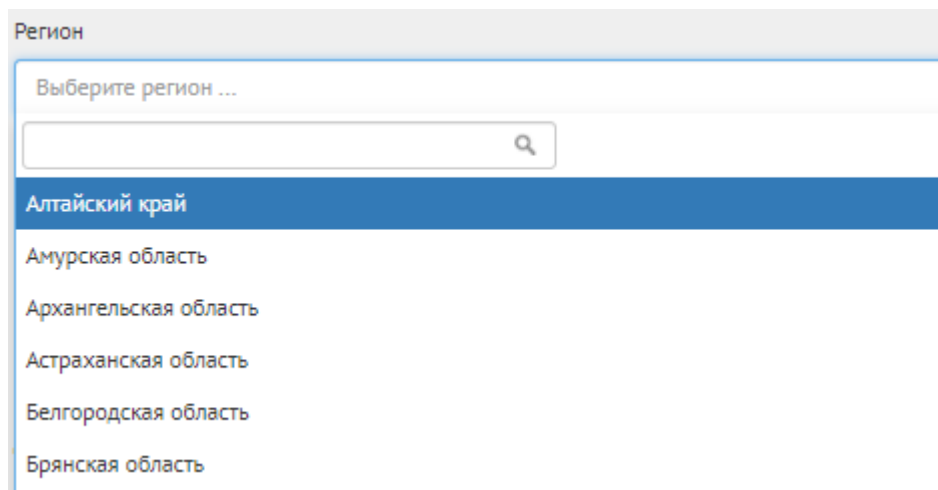 Регион
Выберите регион ...
Алтайский край
Амурская область
Архангельская область
Астраханская область
Белгородская область
Брянская область